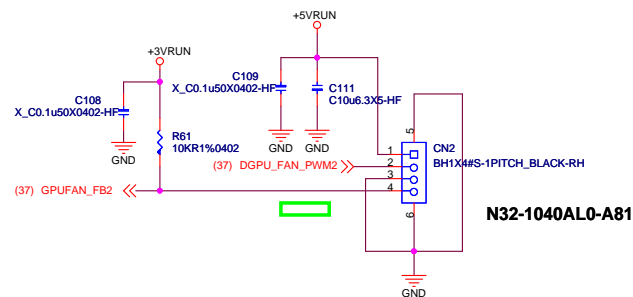 +5VRUN
+3VRUN
C109
X_C0.1u50X0402-HF
C111
C10u6.3X5-HF
C108
X_C0.1u50X0402-HF
R61
10KR1%0402
GND
GND
GND
5
CN2
BH1X4#S-1PITCH_BLACK-RH
1
2
3
4
(37) DGPU_FAN_PWM2
(37) GPUFAN_FB2
6
N32-1040AL0-A81
GND